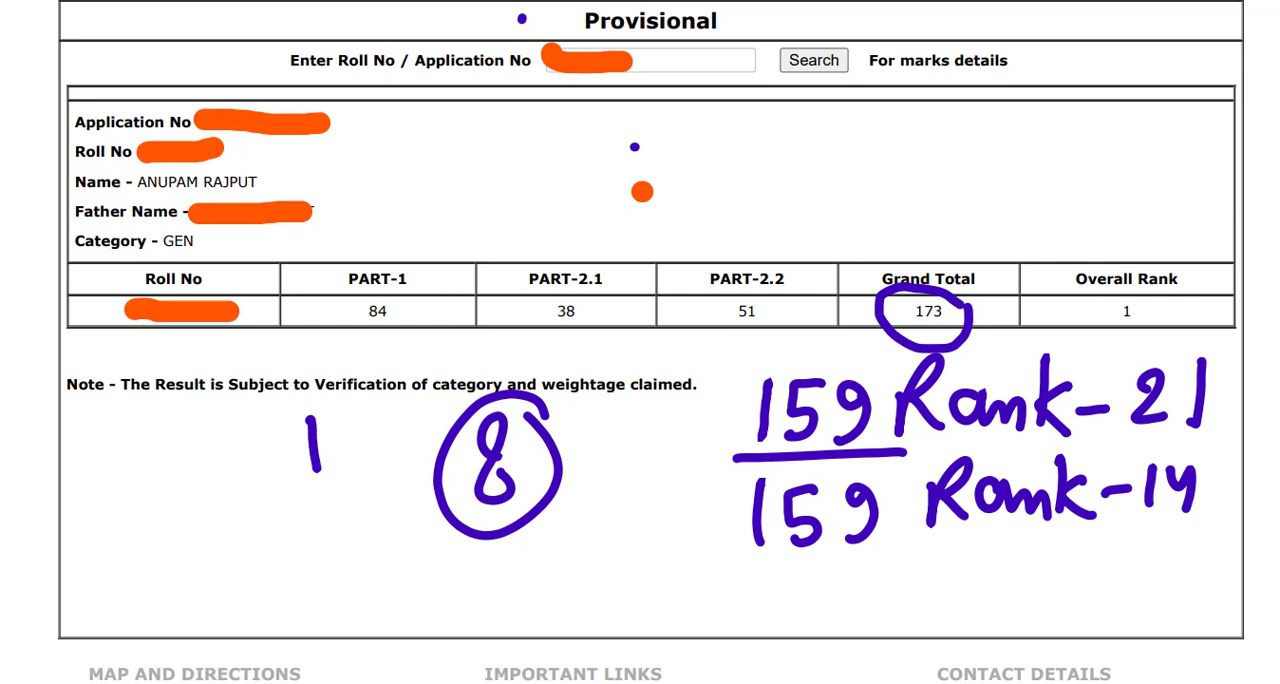 Provisional
Enter Roll No / Application No Search For marks details
Application No
Roll No
Name - ANUPAM RAJPUT
Father Name -
Category - GEN
Roll No PART-1 PART-2.1 PART-2.2 Grand Total Overall Rank
84 38 51 173 1
Note - The Result is Subject to Verification of category and weightage claimed.
159 Rank-21
1 8
159 Rank-14
MAP AND DIRECTIONS IMPORTANT LINKS CONTACT DETAILS